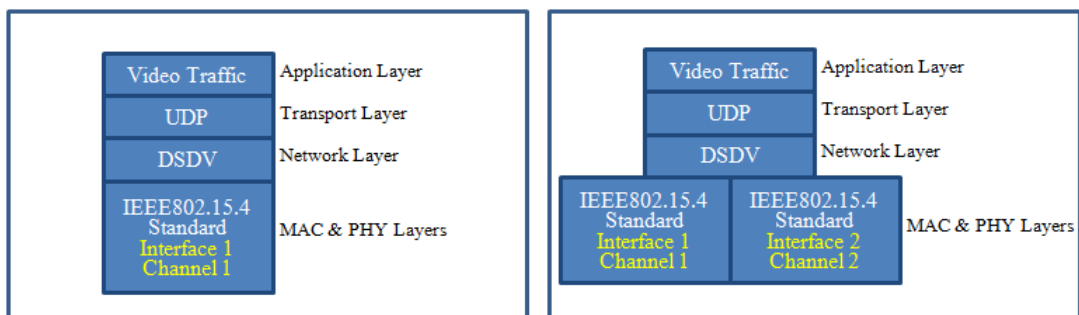 Video Traffic
Application Layer
UDP
Transport Layer
DSDV
Network Layer
IEEE802.15.4
Standard
Interface 1
Channel 1
MAC & PHY Layers
Video Traffic
Application Layer
UDP
Transport Layer
DSDV
Network Layer
IEEE802.15.4
Standard
Interface 1
Channel 1
IEEE802.15.4
Standard
Interface 2
Channel 2
MAC & PHY Layers